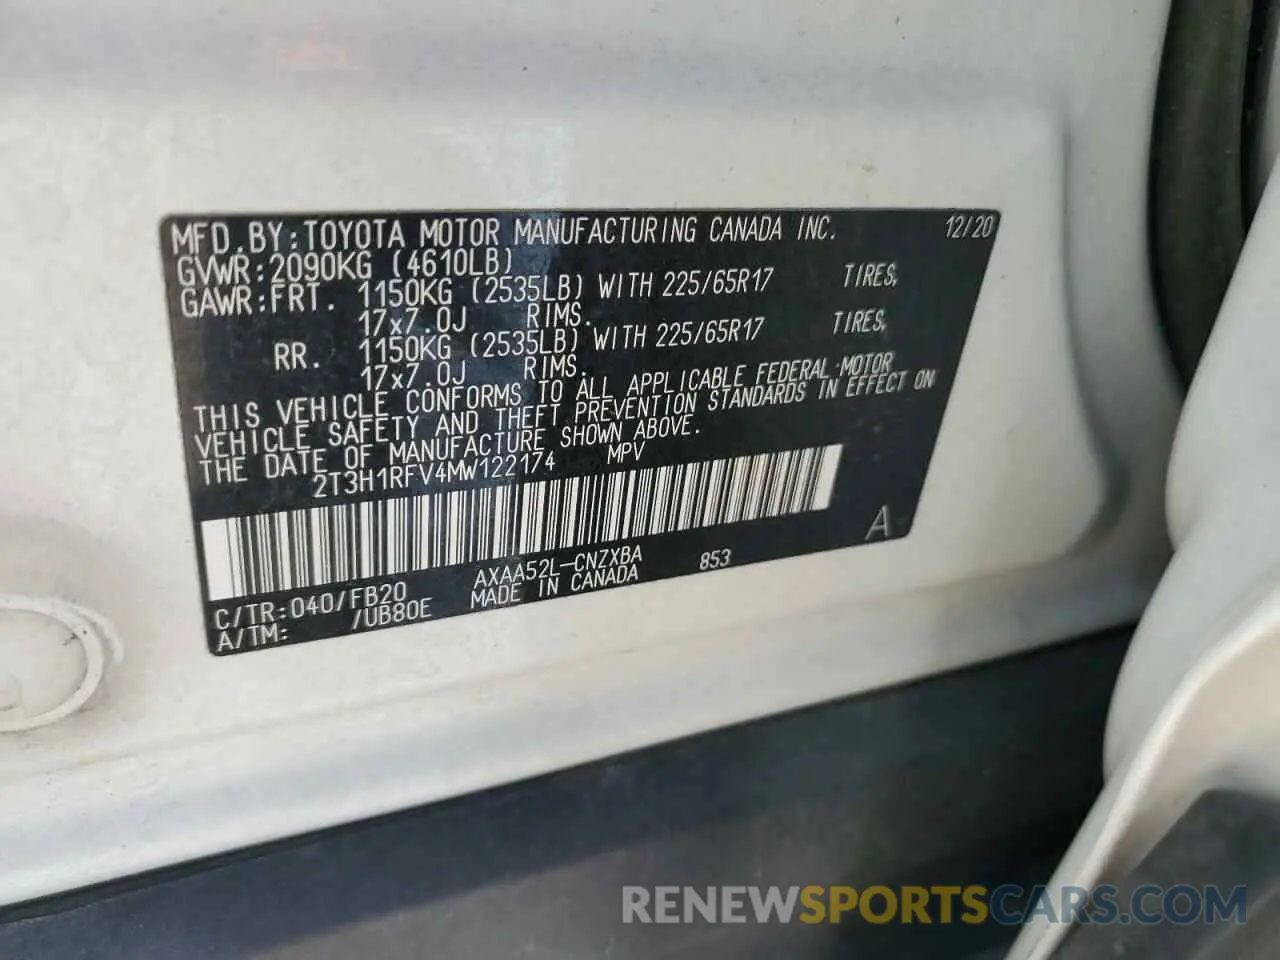 MFD.BY:TOYOTA MOTOR MANUFACTURING CANADA INC. 12/20
GVWR:2090KG (4610LB)
GAWR:FRT. 1150KG (2535LB) WITH 225/65R17 TIRES,
17x7.0J RIMS.
RR. 1150KG (2535LB) WITH 225/65R17 TIRES,
17x7.0J RIMS.
THIS VEHICLE CONFORMS TO ALL APPLICABLE FEDERAL MOTOR
VEHICLE SAFETY AND THEFT PREVENTION STANDARDS IN EFFECT ON
THE DATE OF MANUFACTURE SHOWN ABOVE.
2T3H1RFV4MW122174 MPV
A
C/TR:040/FB20 AXAA52L-CNZXBA 853
A/TM: /UB80E MADE IN CANADA
RENEWSPORTSCARS.COM